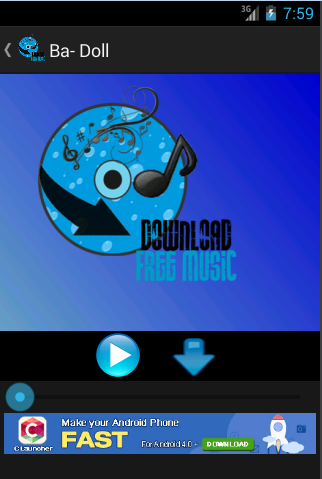 3G 7:59
Ba- Doll
DOWNLOAD
FREE MUSIC
Make your Android Phone
FAST For Android 4.0+ DOWNLOAD
CLauncher